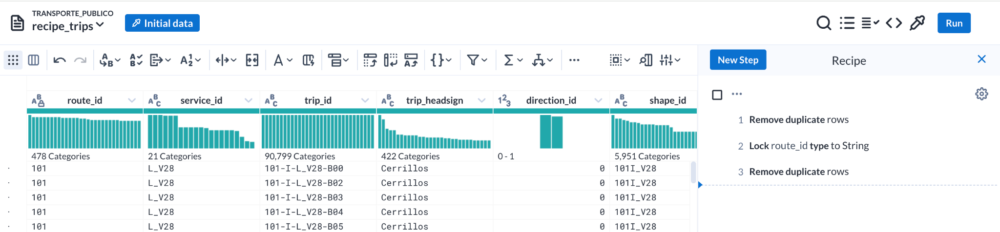 TRANSPORTE_PUBLICO
recipe_trips
Initial data
Run
New Step
Recipe
route_id service_id trip_id trip_headsign direction_id shape_id
478 Categories 21 Categories 90,799 Categories 422 Categories 0 - 1 5,951 Categories
101 L_V28 101-I-L_V28-B00 Cerrillos 0 101I_V28
101 L_V28 101-I-L_V28-B02 Cerrillos 0 101I_V28
101 L_V28 101-I-L_V28-B03 Cerrillos 0 101I_V28
101 L_V28 101-I-L_V28-B04 Cerrillos 0 101I_V28
101 L_V28 101-I-L_V28-B05 Cerrillos 0 101I_V28
1 Remove duplicate rows
2 Lock route_id type to String
3 Remove duplicate rows